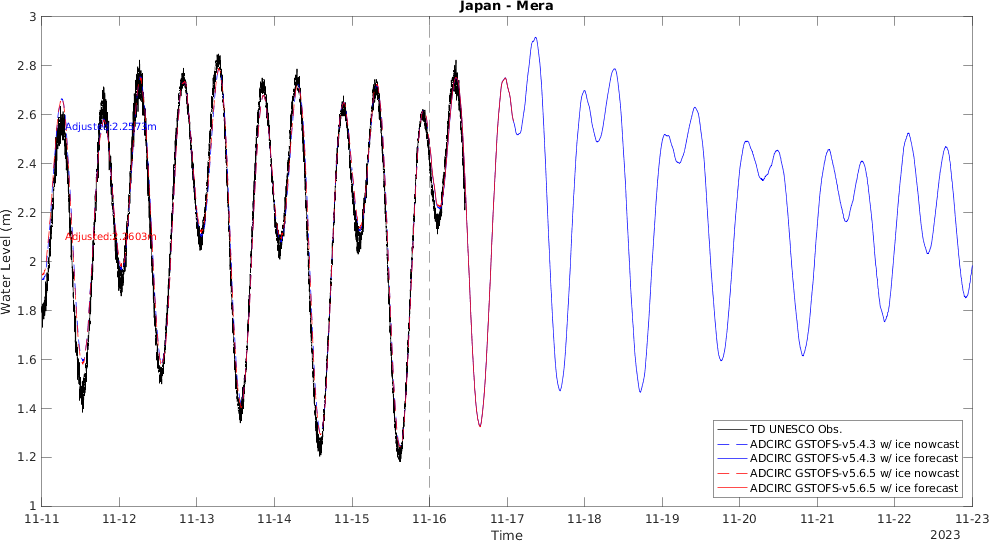 Japan - Mera
3
2.8
2.6
2.4
2.2
2
1.8
1.6
1.4
1.2
1
Water Level (m)
Adjusted:2.2573m
Adjusted:2.2603m
TD UNESCO Obs.
ADCIRC GSTOFS-v5.4.3 w/ ice nowcast
ADCIRC GSTOFS-v5.4.3 w/ ice forecast
ADCIRC GSTOFS-v5.6.5 w/ ice nowcast
ADCIRC GSTOFS-v5.6.5 w/ ice forecast
11-11 11-12 11-13 11-14 11-15 11-16 11-17 11-18 11-19 11-20 11-21 11-22 11-23
Time
2023